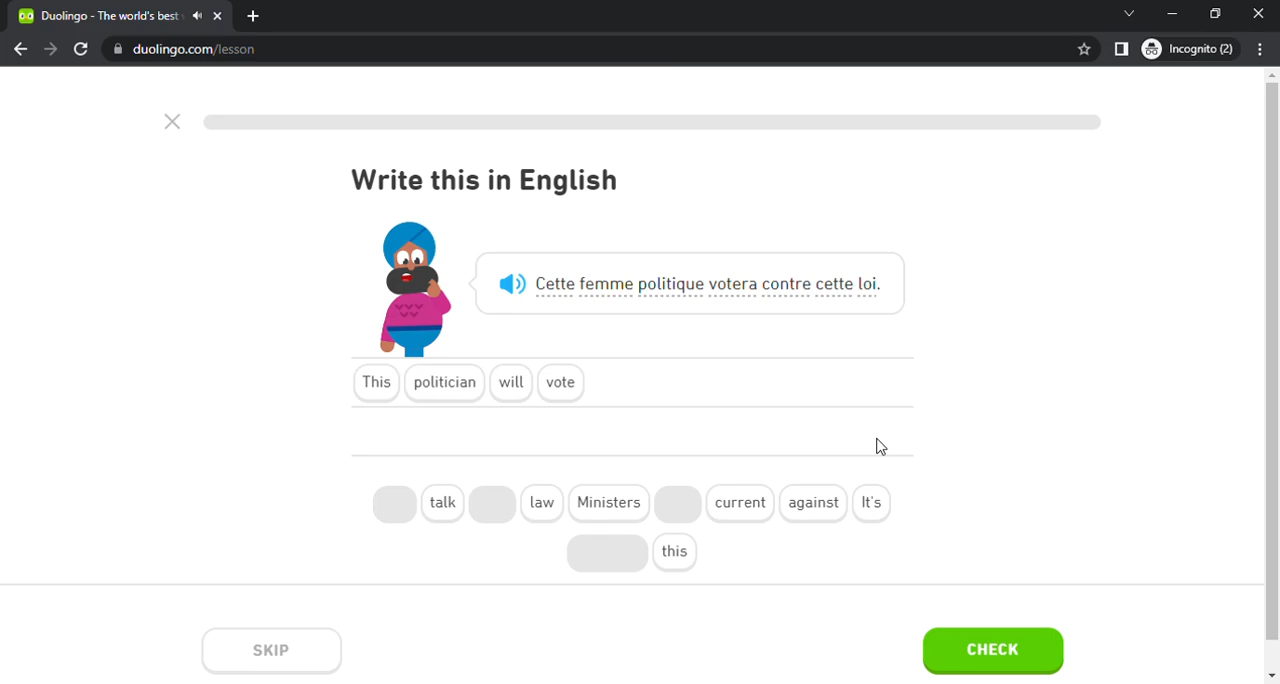 Duolingo - The world's best
duolingo.com/lesson
Incognito (2)
Write this in English
Cette femme politique votera contre cette loi.
This politician will vote
talk law Ministers current against It's
this
SKIP
CHECK